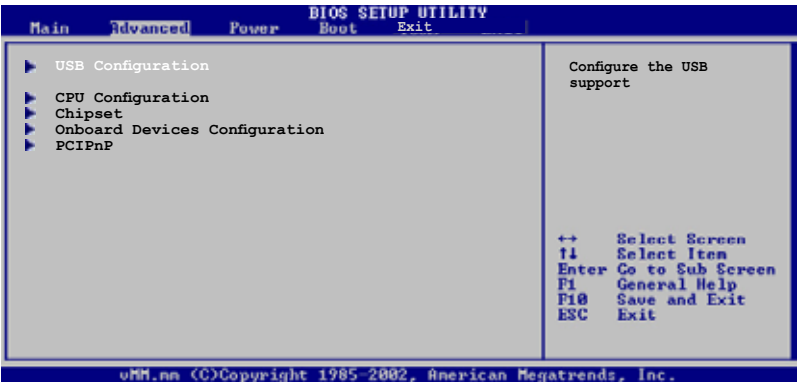 BIOS SETUP UTILITY
Main Advanced Power Boot Exit
USB Configuration
CPU Configuration
Chipset
Onboard Devices Configuration
PCIPnP
Configure the USB
support
↔ Select Screen
↑↓ Select Item
Enter Go to Sub Screen
F1 General Help
F10 Save and Exit
ESC Exit
vMM.mm (C)Copyright 1985-2002, American Megatrends, Inc.